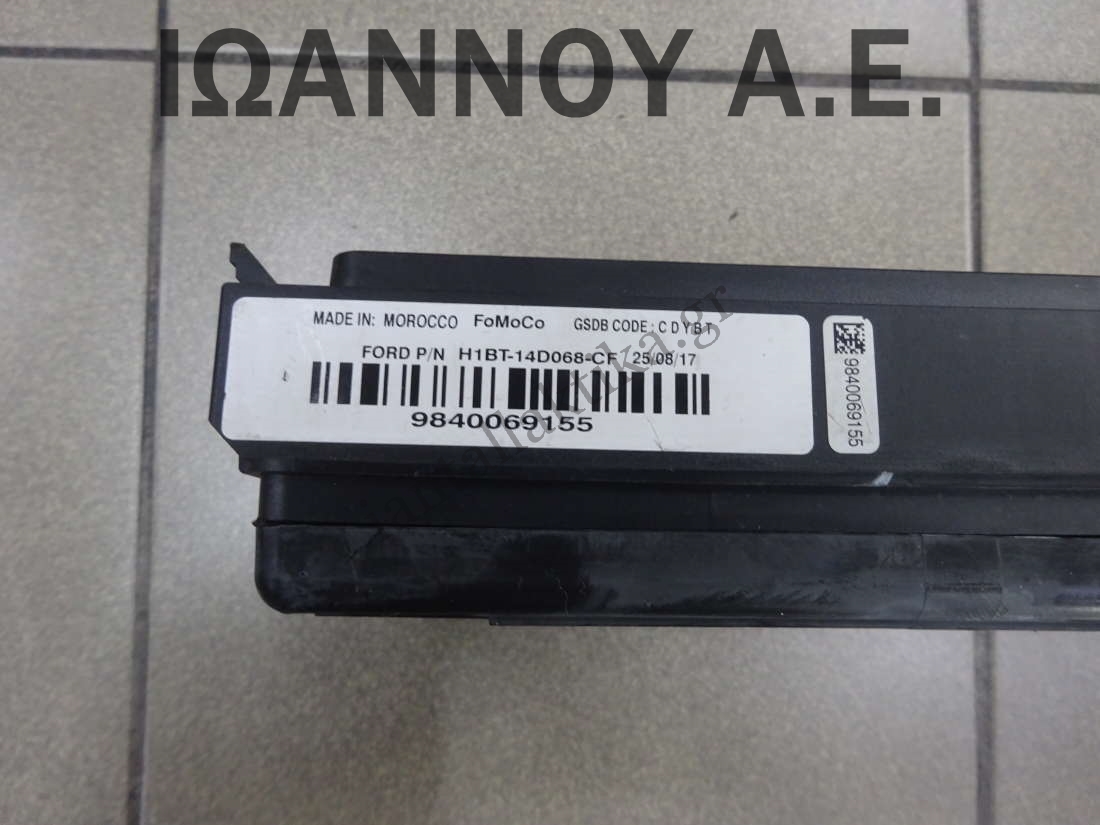 ΙΩΑΝΝΟΥ Α.Ε.
MADE IN: MOROCCO FoMoCo GSDB CODE : C D Y B T
FORD P/N H1BT-14D068-CF 25/08/17
9840069155
9840069155